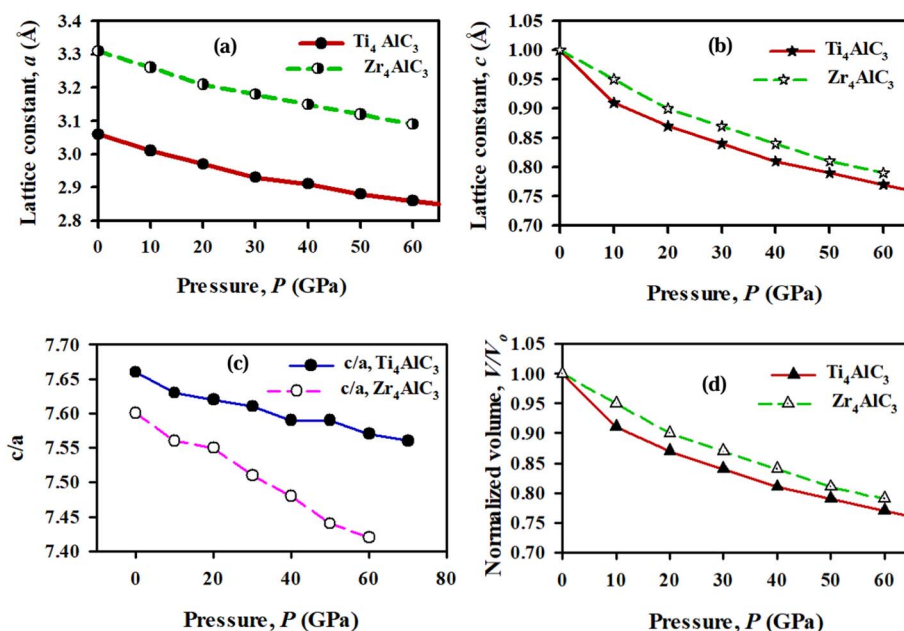 Lattice constant, a (Å)
3.4
3.3
3.2
3.1
3.0
2.9
2.8
(a)
Ti₄ AlC₃
Zr₄AlC₃
0 10 20 30 40 50 60
Pressure, P (GPa)
Lattice constant, c (Å)
1.05
1.00
0.95
0.90
0.85
0.80
0.75
0.70
(b)
Ti₄AlC₃
Zr₄AlC₃
0 10 20 30 40 50 60
Pressure, P (GPa)
c/a
7.70
7.65
7.60
7.55
7.50
7.45
7.40
(c)
c/a, Ti₄AlC₃
c/a, Zr₄AlC₃
0 20 40 60 80
Pressure, P (GPa)
Normalized volume, V/Vₒ
1.05
1.00
0.95
0.90
0.85
0.80
0.75
0.70
(d)
Ti₄AlC₃
Zr₄AlC₃
0 10 20 30 40 50 60
Pressure, P (GPa)